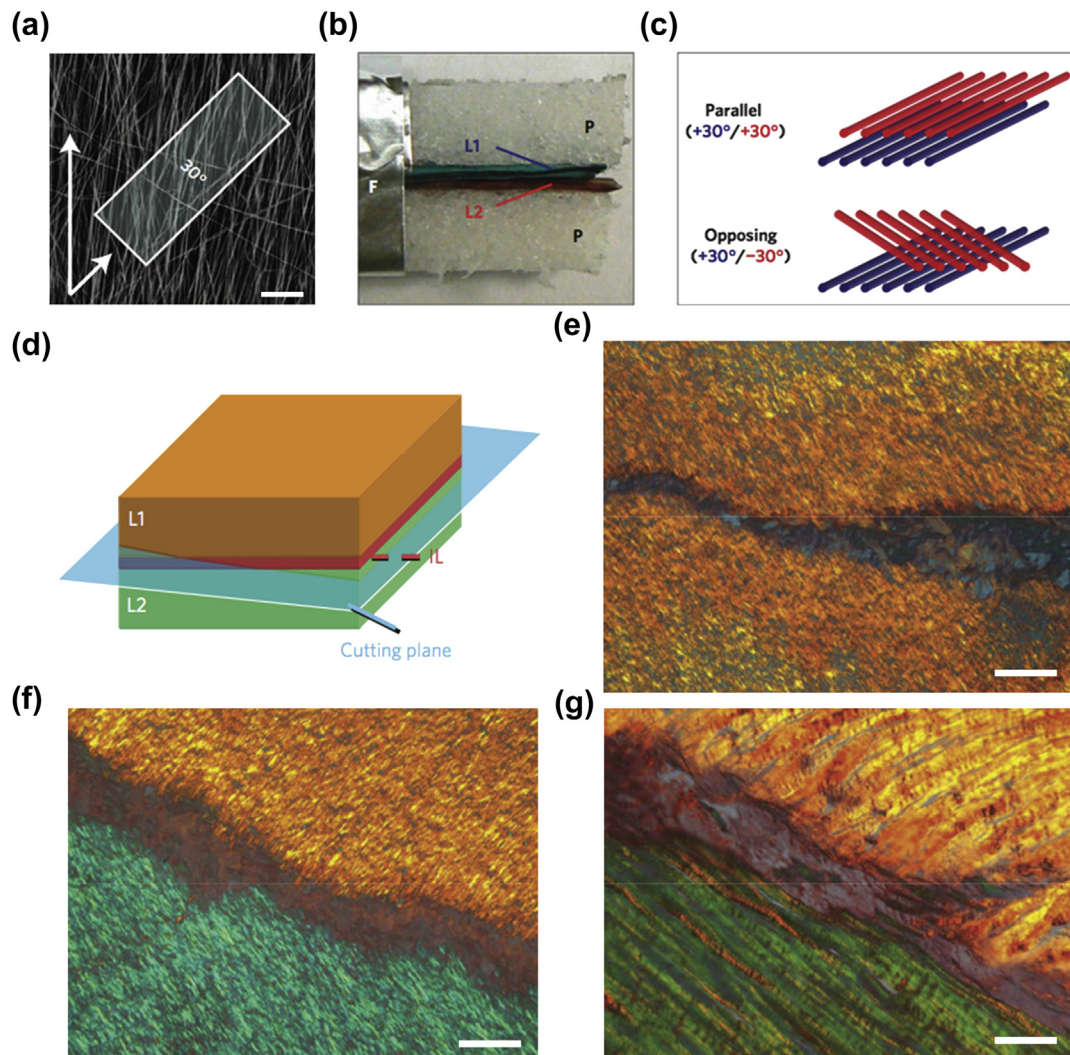 (a)
30°
(b)
L1
L2
F
P
P
(c)
Parallel
(+30°/+30°)
Opposing
(+30°/−30°)
(d)
L1
IL
L2
Cutting plane
(e)
(f)
(g)